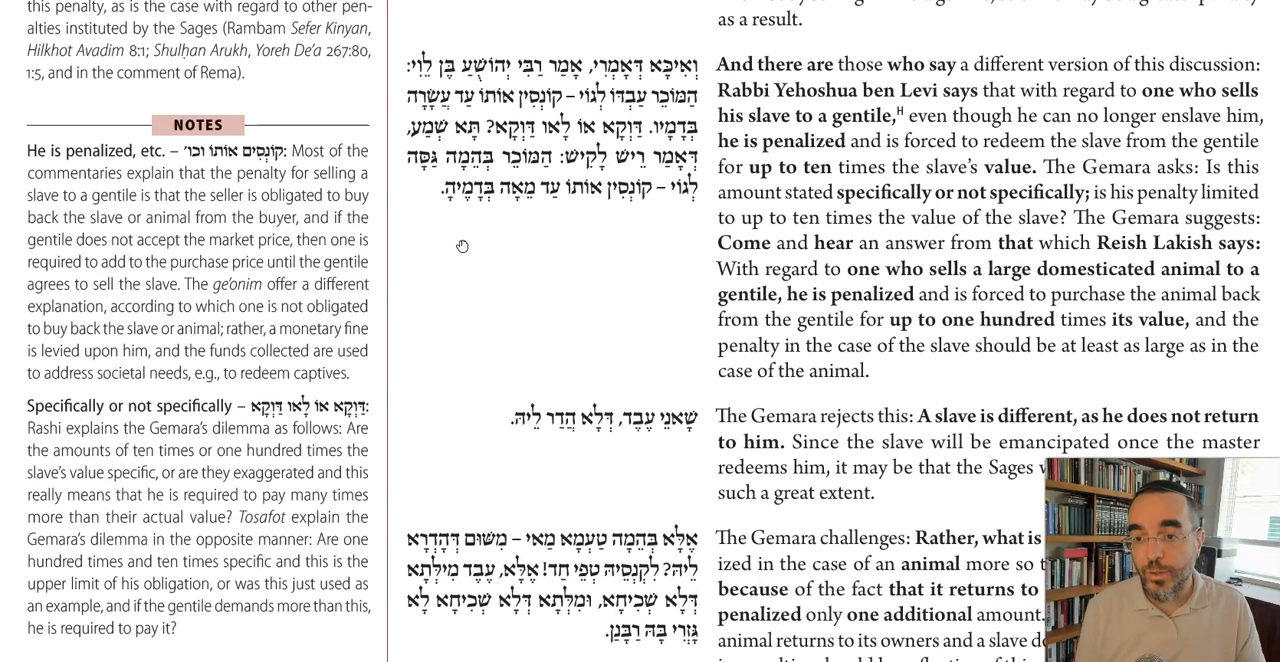 this penalty, as is the case with regard to other pen-
alties instituted by the Sages (Rambam Sefer Kinyan,
Hilkhot Avadim 8:1; Shulḥan Arukh, Yoreh De'a 267:80,
1:5, and in the comment of Rema).
NOTES
He is penalized, etc. – קוֹנְסִים אוֹתוֹ וכו׳: Most of the
commentaries explain that the penalty for selling a
slave to a gentile is that the seller is obligated to buy
back the slave or animal from the buyer, and if the
gentile does not accept the market price, then one is
required to add to the purchase price until the gentile
agrees to sell the slave. The ge'onim offer a different
explanation, according to which one is not obligated
to buy back the slave or animal; rather, a monetary fine
is levied upon him, and the funds collected are used
to address societal needs, e.g., to redeem captives.
Specifically or not specifically – דַּוְקָא אוֹ לָאו דַּוְקָא:
Rashi explains the Gemara's dilemma as follows: Are
the amounts of ten times or one hundred times the
slave's value specific, or are they exaggerated and this
really means that he is required to pay many times
more than their actual value? Tosafot explain the
Gemara's dilemma in the opposite manner: Are one
hundred times and ten times specific and this is the
upper limit of his obligation, or was this just used as
an example, and if the gentile demands more than this,
he is required to pay it?
וְאִיכָּא דְּאָמְרִי, אָמַר רַבִּי יְהוֹשֻׁעַ בֶּן לֵוִי:
הַמּוֹכֵר עַבְדּוֹ לְגוֹי – קוֹנְסִין אוֹתוֹ עַד עֲשָׂרָה
בְּדָמָיו. דַּוְקָא אוֹ לָאו דַּוְקָא? תָּא שְׁמַע,
דְּאָמַר רֵישׁ לָקִישׁ: הַמּוֹכֵר בְּהֵמָה גַּסָּה
לְגוֹי – קוֹנְסִין אוֹתוֹ עַד מֵאָה בְּדָמֶיהָ.
שָׁאנֵי עֶבֶד, דְּלָא הָדַר לֵיהּ.
אֶלָּא בְּהֵמָה טַעְמָא מַאי – מִשּׁוּם דְּהָדְרָא
לֵיהּ? לִקְנְסֵיהּ טְפֵי חַד! אֶלָּא, עֶבֶד מִילְּתָא
דְּלָא שְׁכִיחָא, וּמִלְּתָא דְּלָא שְׁכִיחָא לָא
גָּזְרִי בָּהּ רַבָּנַן.
as a result.
And there are those who say a different version of this discussion:
Rabbi Yehoshua ben Levi says that with regard to one who sells
his slave to a gentile,ᴴ even though he can no longer enslave him,
he is penalized and is forced to redeem the slave from the gentile
for up to ten times the slave's value. The Gemara asks: Is this
amount stated specifically or not specifically; is his penalty limited
to up to ten times the value of the slave? The Gemara suggests:
Come and hear an answer from that which Reish Lakish says:
With regard to one who sells a large domesticated animal to a
gentile, he is penalized and is forced to purchase the animal back
from the gentile for up to one hundred times its value, and the
penalty in the case of the slave should be at least as large as in the
case of the animal.
The Gemara rejects this: A slave is different, as he does not return
to him. Since the slave will be emancipated once the master
redeems him, it may be that the Sages
such a great extent.
The Gemara challenges: Rather, what is
ized in the case of an animal more so
because of the fact that it returns to
penalized only one additional amount.
animal returns to its owners and a slave